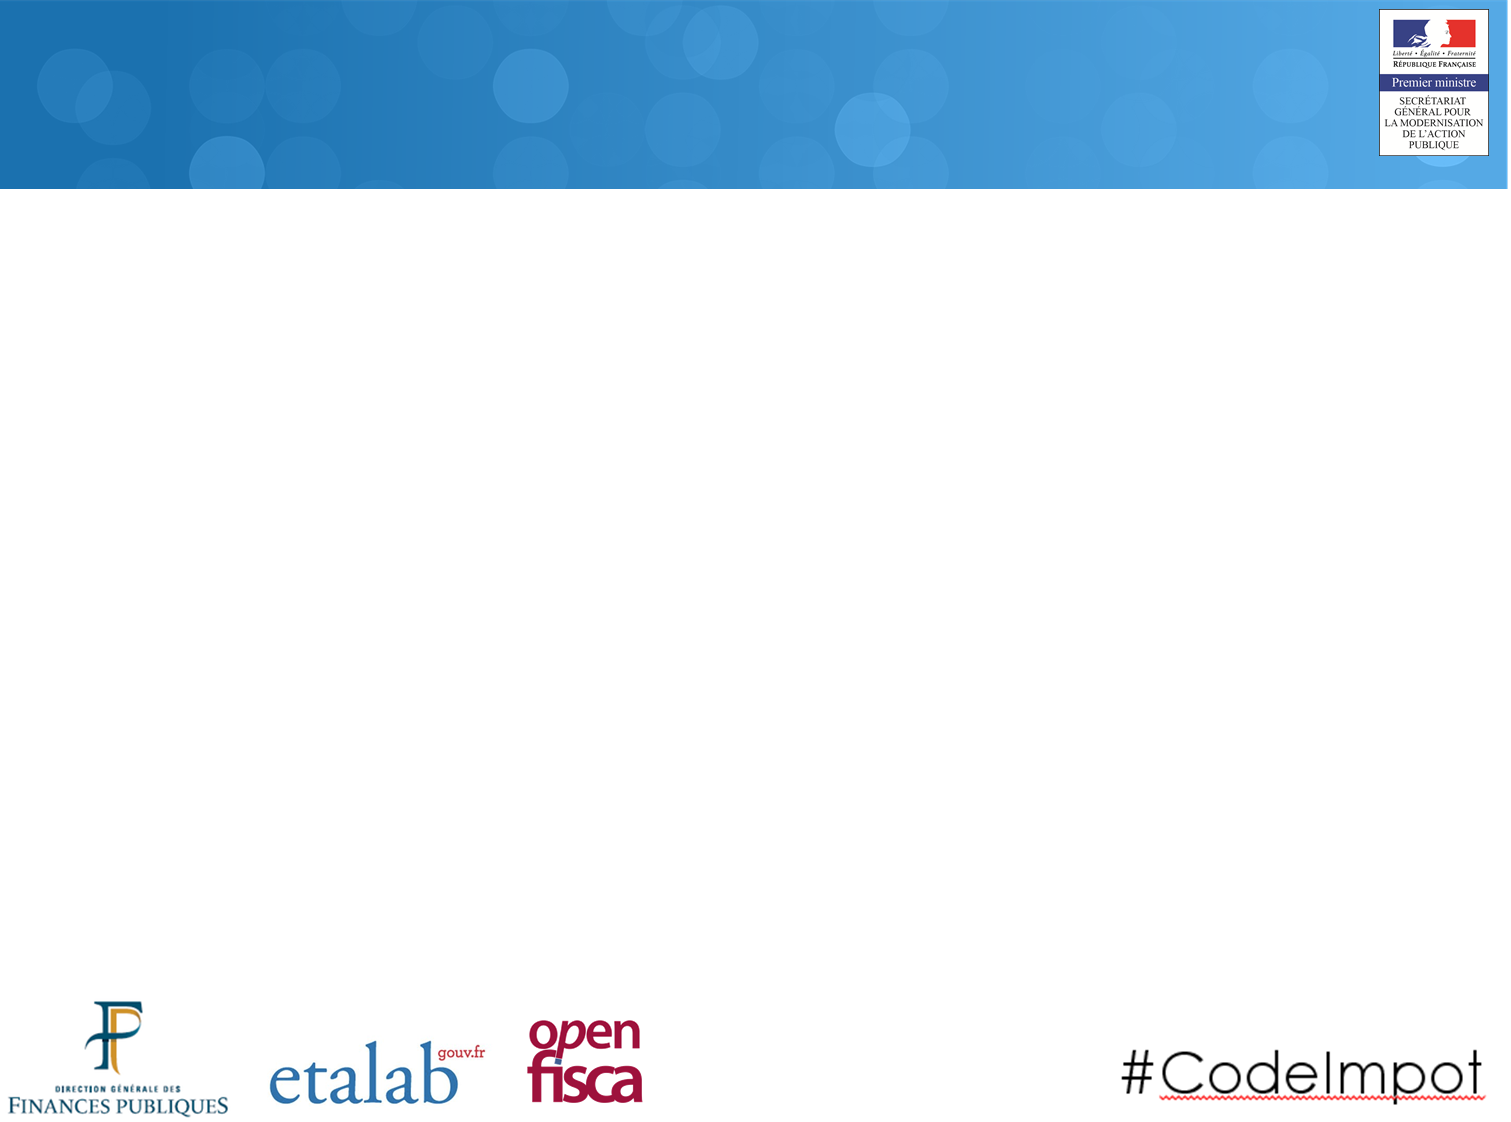 Liberté • Égalité • Fraternité
RÉPUBLIQUE FRANÇAISE
Premier ministre
SECRÉTARIAT
GÉNÉRAL POUR
LA MODERNISATION
DE L'ACTION
PUBLIQUE
DIRECTION GÉNÉRALE DES
FINANCES PUBLIQUES
etalab
gouv.fr
open
fisca
#CodeImpot